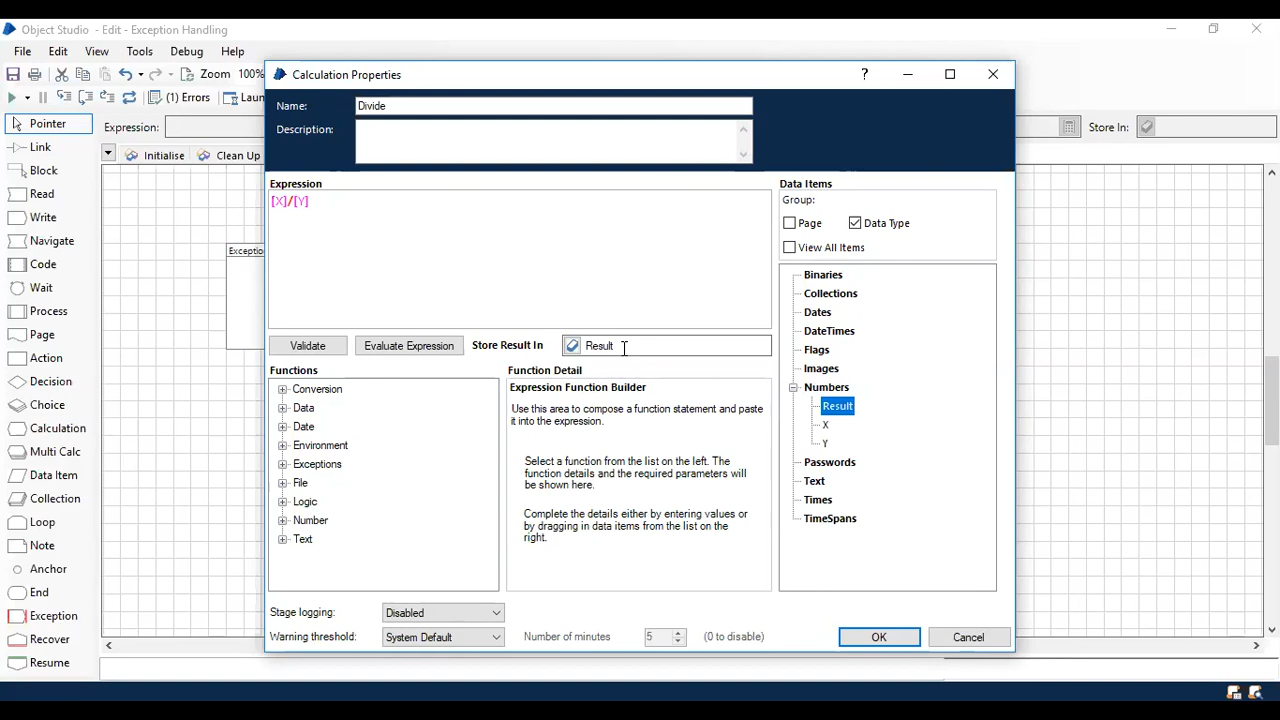 Object Studio - Edit - Exception Handling
File Edit View Tools Debug Help
Zoom 100%
(1) Errors
Pointer
Expression:
Store In:
Link
Initialise Clean Up
Block
Read
Write
Navigate
Code
Wait
Process
Page
Action
Decision
Choice
Calculation
Multi Calc
Data Item
Collection
Loop
Note
Anchor
End
Exception
Recover
Resume
Calculation Properties
Name: Divide
Description:
Expression
[X]/[Y]
Validate Evaluate Expression Store Result In Result
Functions
Conversion
Data
Date
Environment
Exceptions
File
Logic
Number
Text
Function Detail
Expression Function Builder
Use this area to compose a function statement and paste
it into the expression.
Select a function from the list on the left. The
function details and the required parameters will
be shown here.
Complete the details either by entering values or
by dragging in data items from the list on the
right.
Data Items
Group:
Page Data Type
View All Items
Binaries
Collections
Dates
DateTimes
Flags
Images
Numbers
Result
X
Y
Passwords
Text
Times
TimeSpans
Stage logging: Disabled
Warning threshold: System Default Number of minutes 5 (0 to disable)
OK Cancel